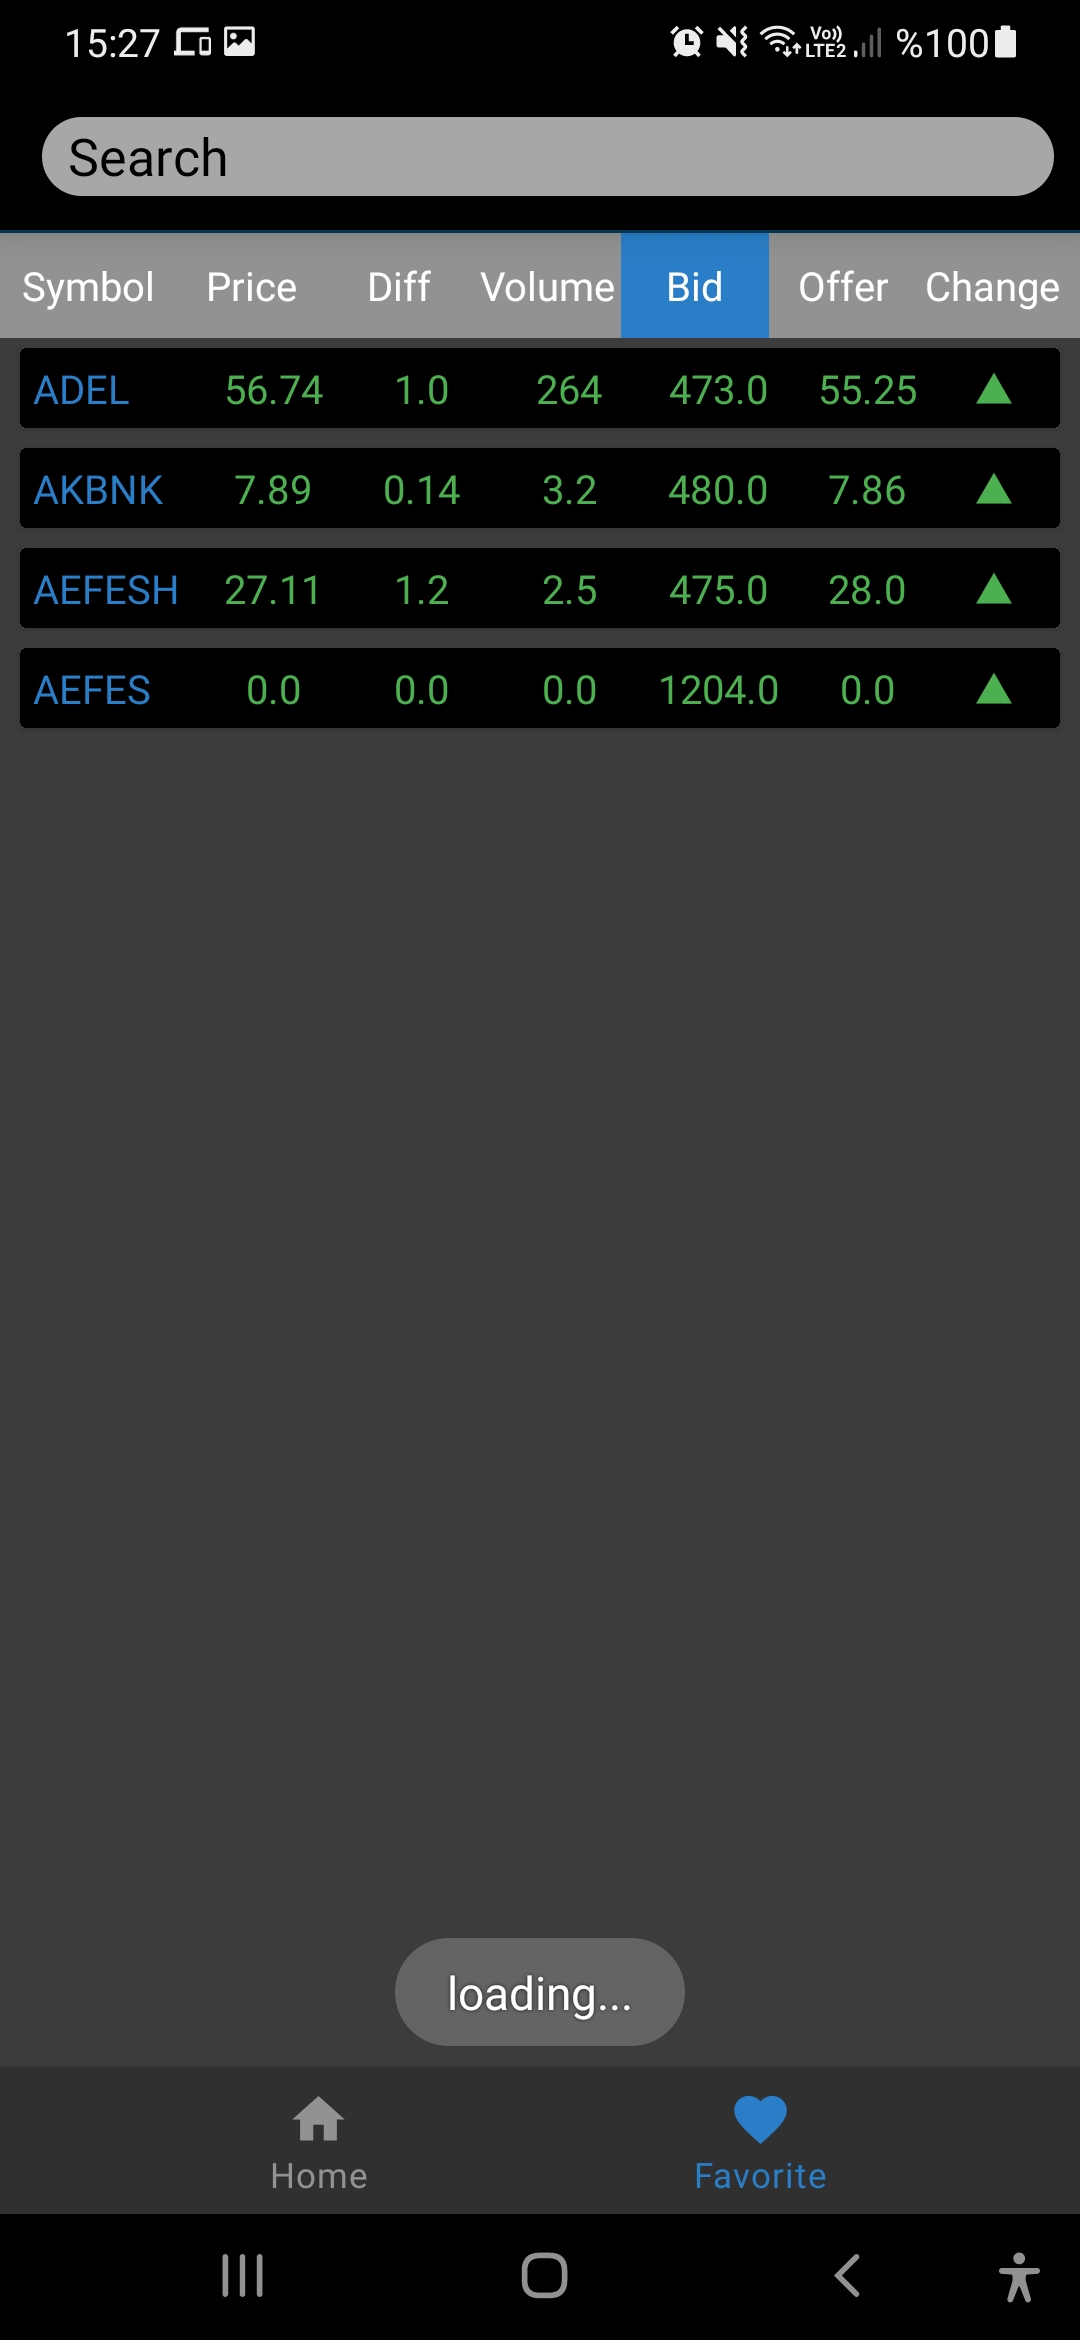 15:27 Vo)) LTE2 %100
Search
Symbol Price Diff Volume Bid Offer Change
ADEL 56.74 1.0 264 473.0 55.25
AKBNK 7.89 0.14 3.2 480.0 7.86
AEFESH 27.11 1.2 2.5 475.0 28.0
AEFES 0.0 0.0 0.0 1204.0 0.0
loading...
Home Favorite